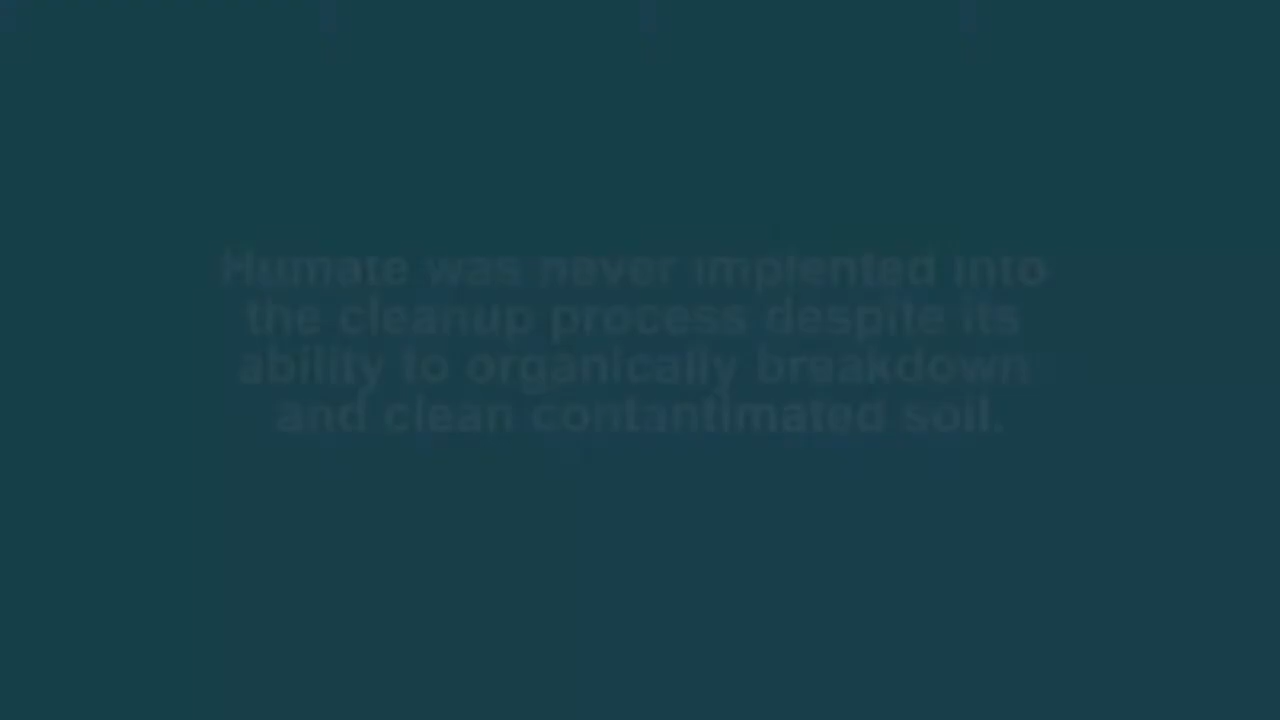 Humate was never implented into
the cleanup process despite its
ability to organically breakdown
and clean contantimated soil.